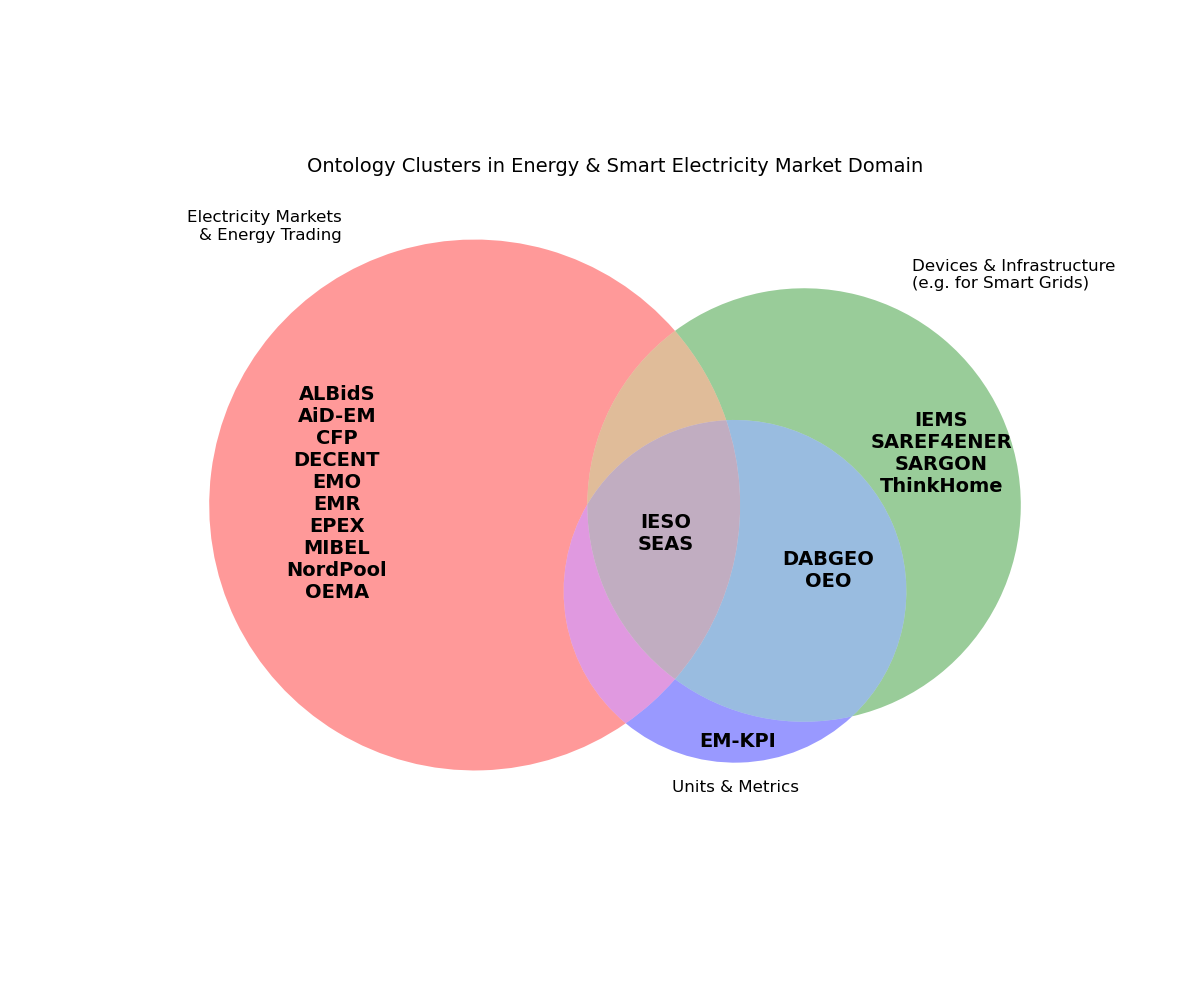 Ontology Clusters in Energy & Smart Electricity Market Domain
Electricity Markets
& Energy Trading
Devices & Infrastructure
(e.g. for Smart Grids)
ALBidS
AiD-EM
CFP
DECENT
EMO
EMR
EPEX
MIBEL
NordPool
OEMA
IEMS
SAREF4ENER
SARGON
ThinkHome
IESO
SEAS
DABGEO
OEO
EM-KPI
Units & Metrics